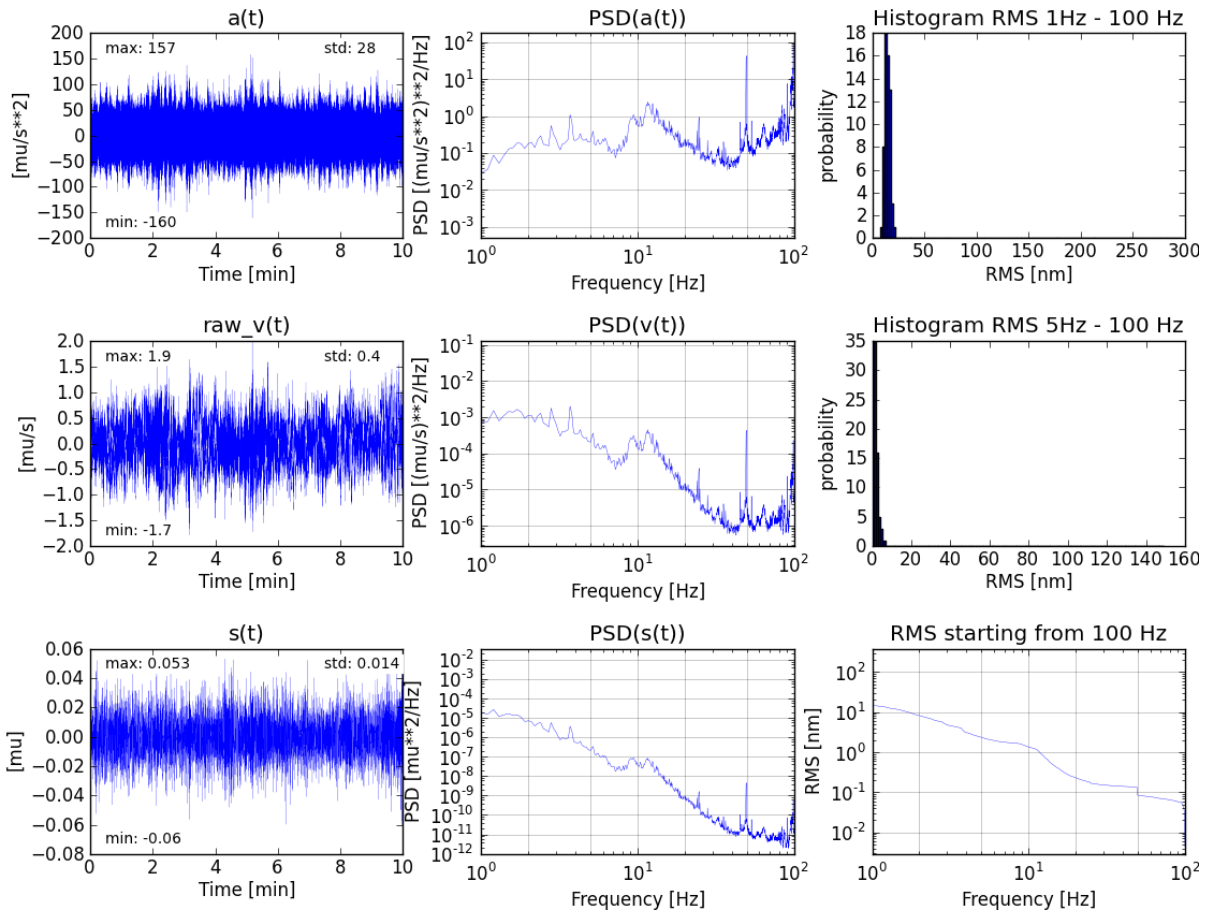 a(t)
max: 157
std: 28
min: -160
200
150
100
50
0
−50
−100
−150
−200
[mu/s**2]
0 2 4 6 8 10
Time [min]
PSD(a(t))
10^2
10^1
10^0
10^-1
10^-2
10^-3
PSD [(mu/s**2)**2/Hz]
10^0 10^1 10^2
Frequency [Hz]
Histogram RMS 1Hz - 100 Hz
18
16
14
12
10
8
6
4
2
0
probability
0 50 100 150 200 250 300
RMS [nm]
raw_v(t)
max: 1.9
std: 0.4
min: -1.7
2.0
1.5
1.0
0.5
0.0
−0.5
−1.0
−1.5
−2.0
[mu/s]
0 2 4 6 8 10
Time [min]
PSD(v(t))
10^-1
10^-2
10^-3
10^-4
10^-5
10^-6
PSD [(mu/s)**2/Hz]
10^0 10^1 10^2
Frequency [Hz]
Histogram RMS 5Hz - 100 Hz
35
30
25
20
15
10
5
0
probability
0 20 40 60 80 100 120 140 160
RMS [nm]
s(t)
max: 0.053
std: 0.014
min: -0.06
0.06
0.04
0.02
0.00
−0.02
−0.04
−0.06
−0.08
[mu]
0 2 4 6 8 10
Time [min]
PSD(s(t))
10^-2
10^-3
10^-4
10^-5
10^-6
10^-7
10^-8
10^-9
10^-10
10^-11
10^-12
PSD [mu**2/Hz]
10^0 10^1 10^2
Frequency [Hz]
RMS starting from 100 Hz
10^2
10^1
10^0
10^-1
10^-2
RMS [nm]
10^0 10^1 10^2
Frequency [Hz]